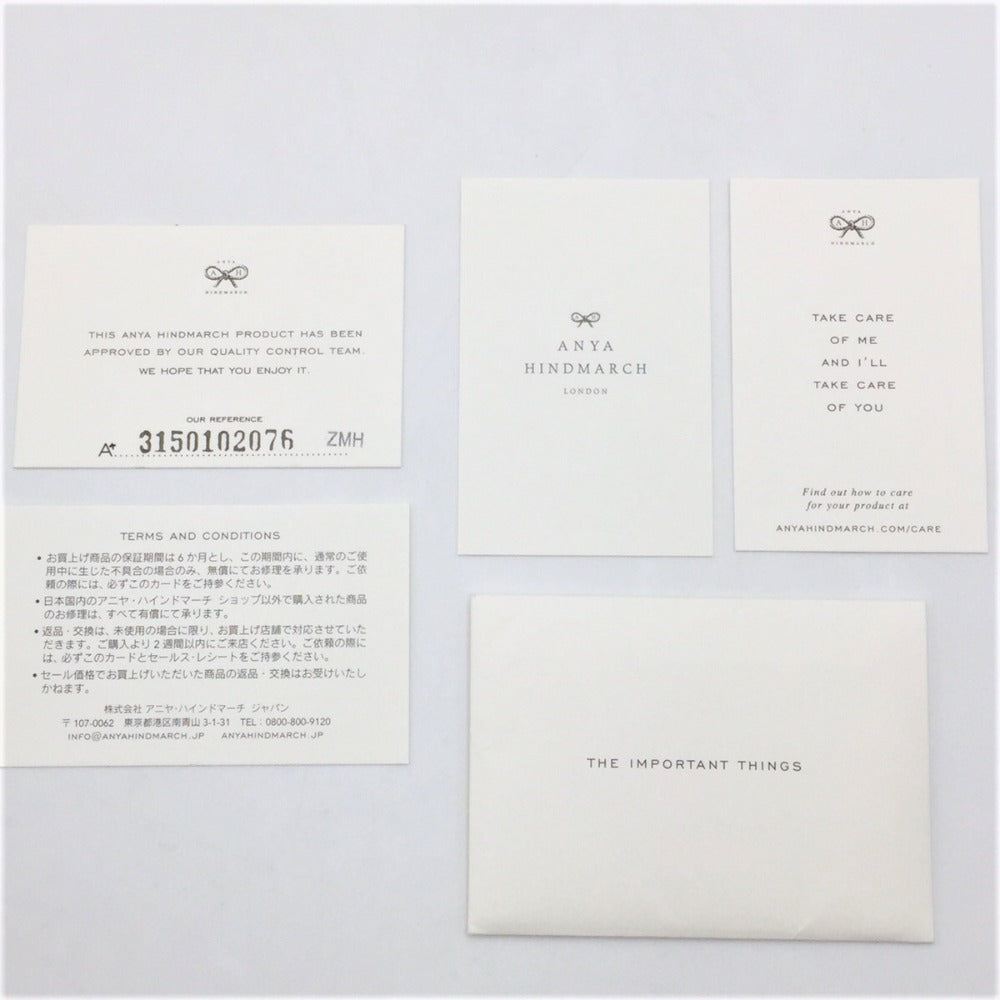 ANYA
A H
HINDMARCH
THIS ANYA HINDMARCH PRODUCT HAS BEEN
APPROVED BY OUR QUALITY CONTROL TEAM.
WE HOPE THAT YOU ENJOY IT.
OUR REFERENCE
A+ 3150102076 ZMH
ANYA
HINDMARCH
LONDON
ANYA
A H
HINDMARCH
TAKE CARE
OF ME
AND I'LL
TAKE CARE
OF YOU
Find out how to care
for your product at
ANYAHINDMARCH.COM/CARE
TERMS AND CONDITIONS
• お買上げ商品の保証期間は6か月とし、この期間内に、通常のご使
用中に生じた不具合の場合のみ、無償にてお修理を承ります。ご依
頼の際には、必ずこのカードをご持参ください。
• 日本国内のアニヤ・ハインドマーチ ショップ以外で購入された商品
のお修理は、すべて有償にて承ります。
• 返品・交換は、未使用の場合に限り、お買上げ店舗で対応させていた
だきます。ご購入より2週間以内にご来店ください。ご依頼の際に
は、必ずこのカードとセールス・レシートをご持参ください。
• セール価格でお買上げいただいた商品の返品・交換はお受けいたし
かねます。
株式会社 アニヤ・ハインドマーチ ジャパン
〒107-0062 東京都港区南青山 3-1-31 TEL：0800-800-9120
INFO@ANYAHINDMARCH.JP ANYAHINDMARCH.JP
THE IMPORTANT THINGS